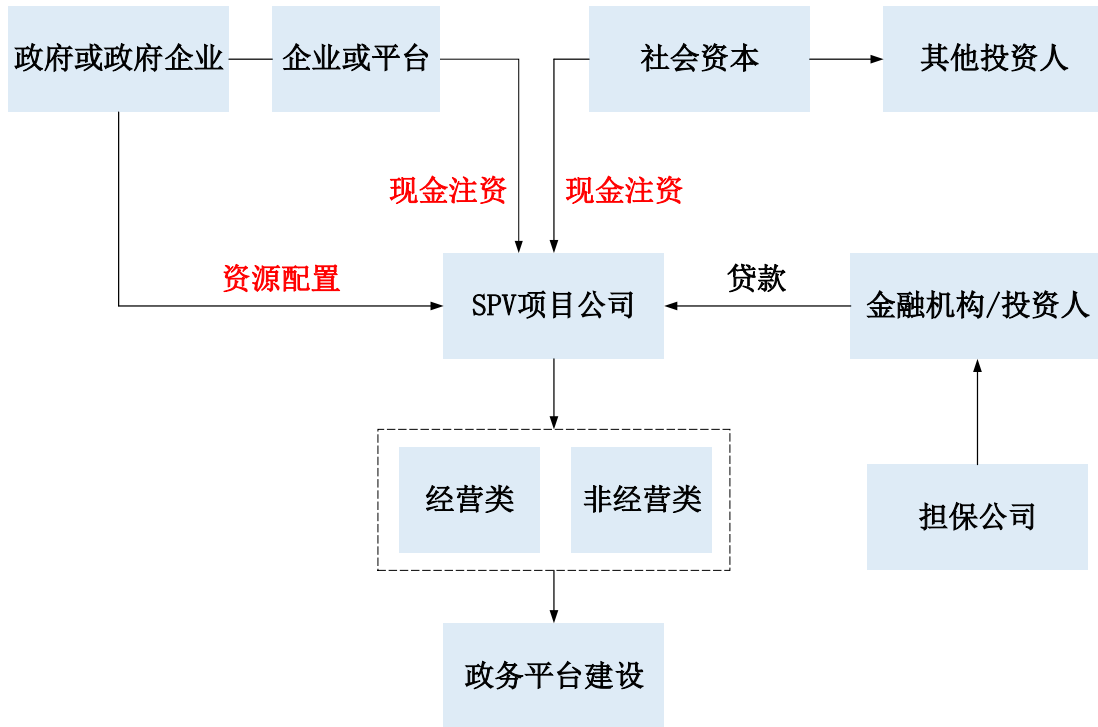 政府或政府企业
企业或平台
社会资本
其他投资人
现金注资
现金注资
资源配置
贷款
SPV项目公司
金融机构/投资人
经营类
非经营类
担保公司
政务平台建设